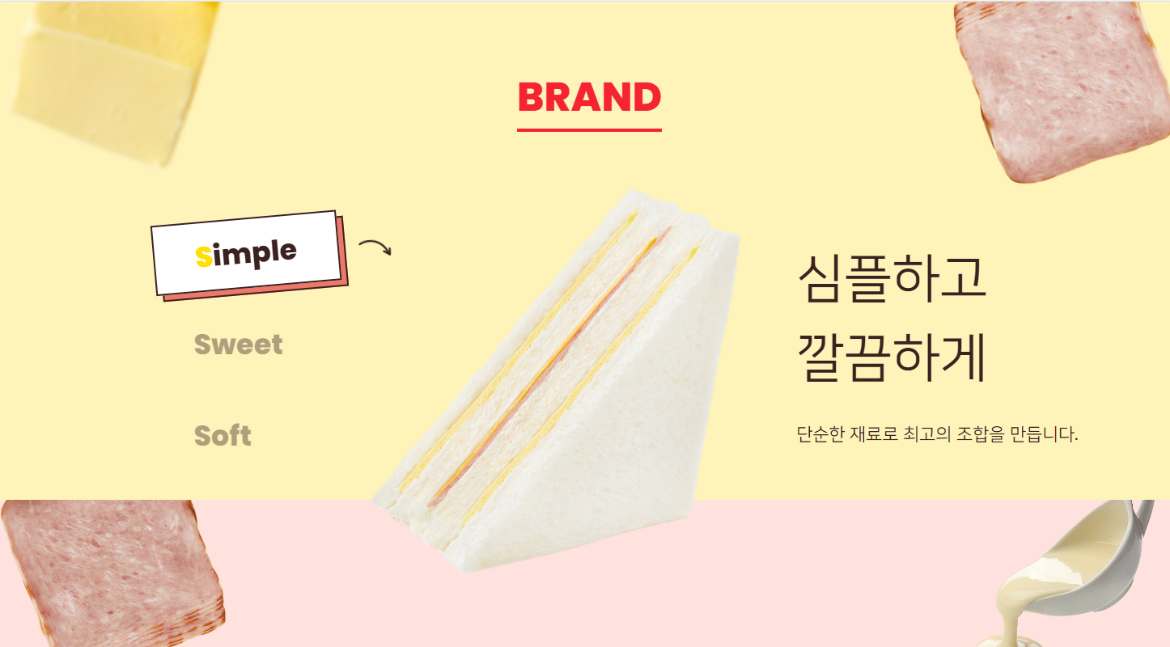 BRAND
Simple
Sweet
Soft
심플하고
깔끔하게
단순한 재료로 최고의 조합을 만듭니다.